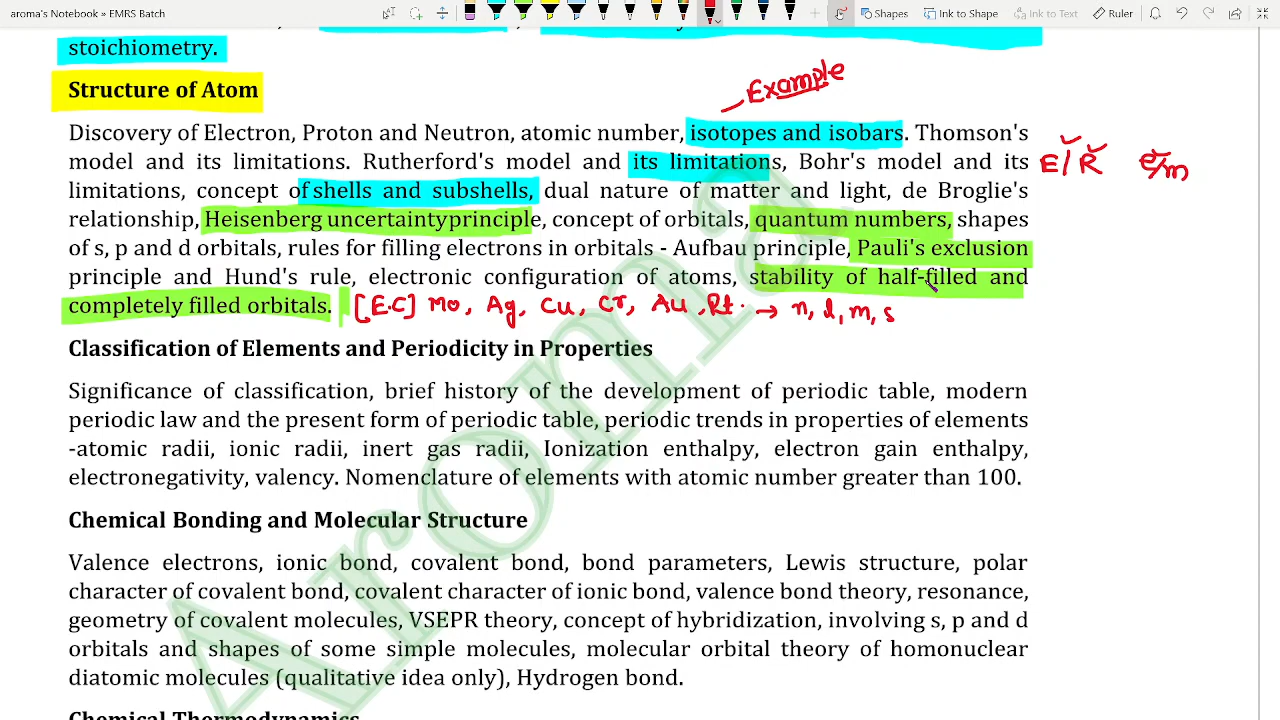 aroma's Notebook » EMRS Batch
Shapes Ink to Shape Ink to Text Ruler
stoichiometry.
Structure of Atom
Example
Discovery of Electron, Proton and Neutron, atomic number, isotopes and isobars. Thomson's
model and its limitations. Rutherford's model and its limitations, Bohr's model and its E/R e/m
limitations, concept of shells and subshells, dual nature of matter and light, de Broglie's
relationship, Heisenberg uncertaintyprinciple, concept of orbitals, quantum numbers, shapes
of s, p and d orbitals, rules for filling electrons in orbitals - Aufbau principle, Pauli's exclusion
principle and Hund's rule, electronic configuration of atoms, stability of half-filled and
completely filled orbitals. [E.C] Mo, Ag, Cu, Cr, Au, Pt. → n, l, m, s
Classification of Elements and Periodicity in Properties
Significance of classification, brief history of the development of periodic table, modern
periodic law and the present form of periodic table, periodic trends in properties of elements
-atomic radii, ionic radii, inert gas radii, Ionization enthalpy, electron gain enthalpy,
electronegativity, valency. Nomenclature of elements with atomic number greater than 100.
Chemical Bonding and Molecular Structure
Valence electrons, ionic bond, covalent bond, bond parameters, Lewis structure, polar
character of covalent bond, covalent character of ionic bond, valence bond theory, resonance,
geometry of covalent molecules, VSEPR theory, concept of hybridization, involving s, p and d
orbitals and shapes of some simple molecules, molecular orbital theory of homonuclear
diatomic molecules (qualitative idea only), Hydrogen bond.
Chemical Thermodynamics
Aroma